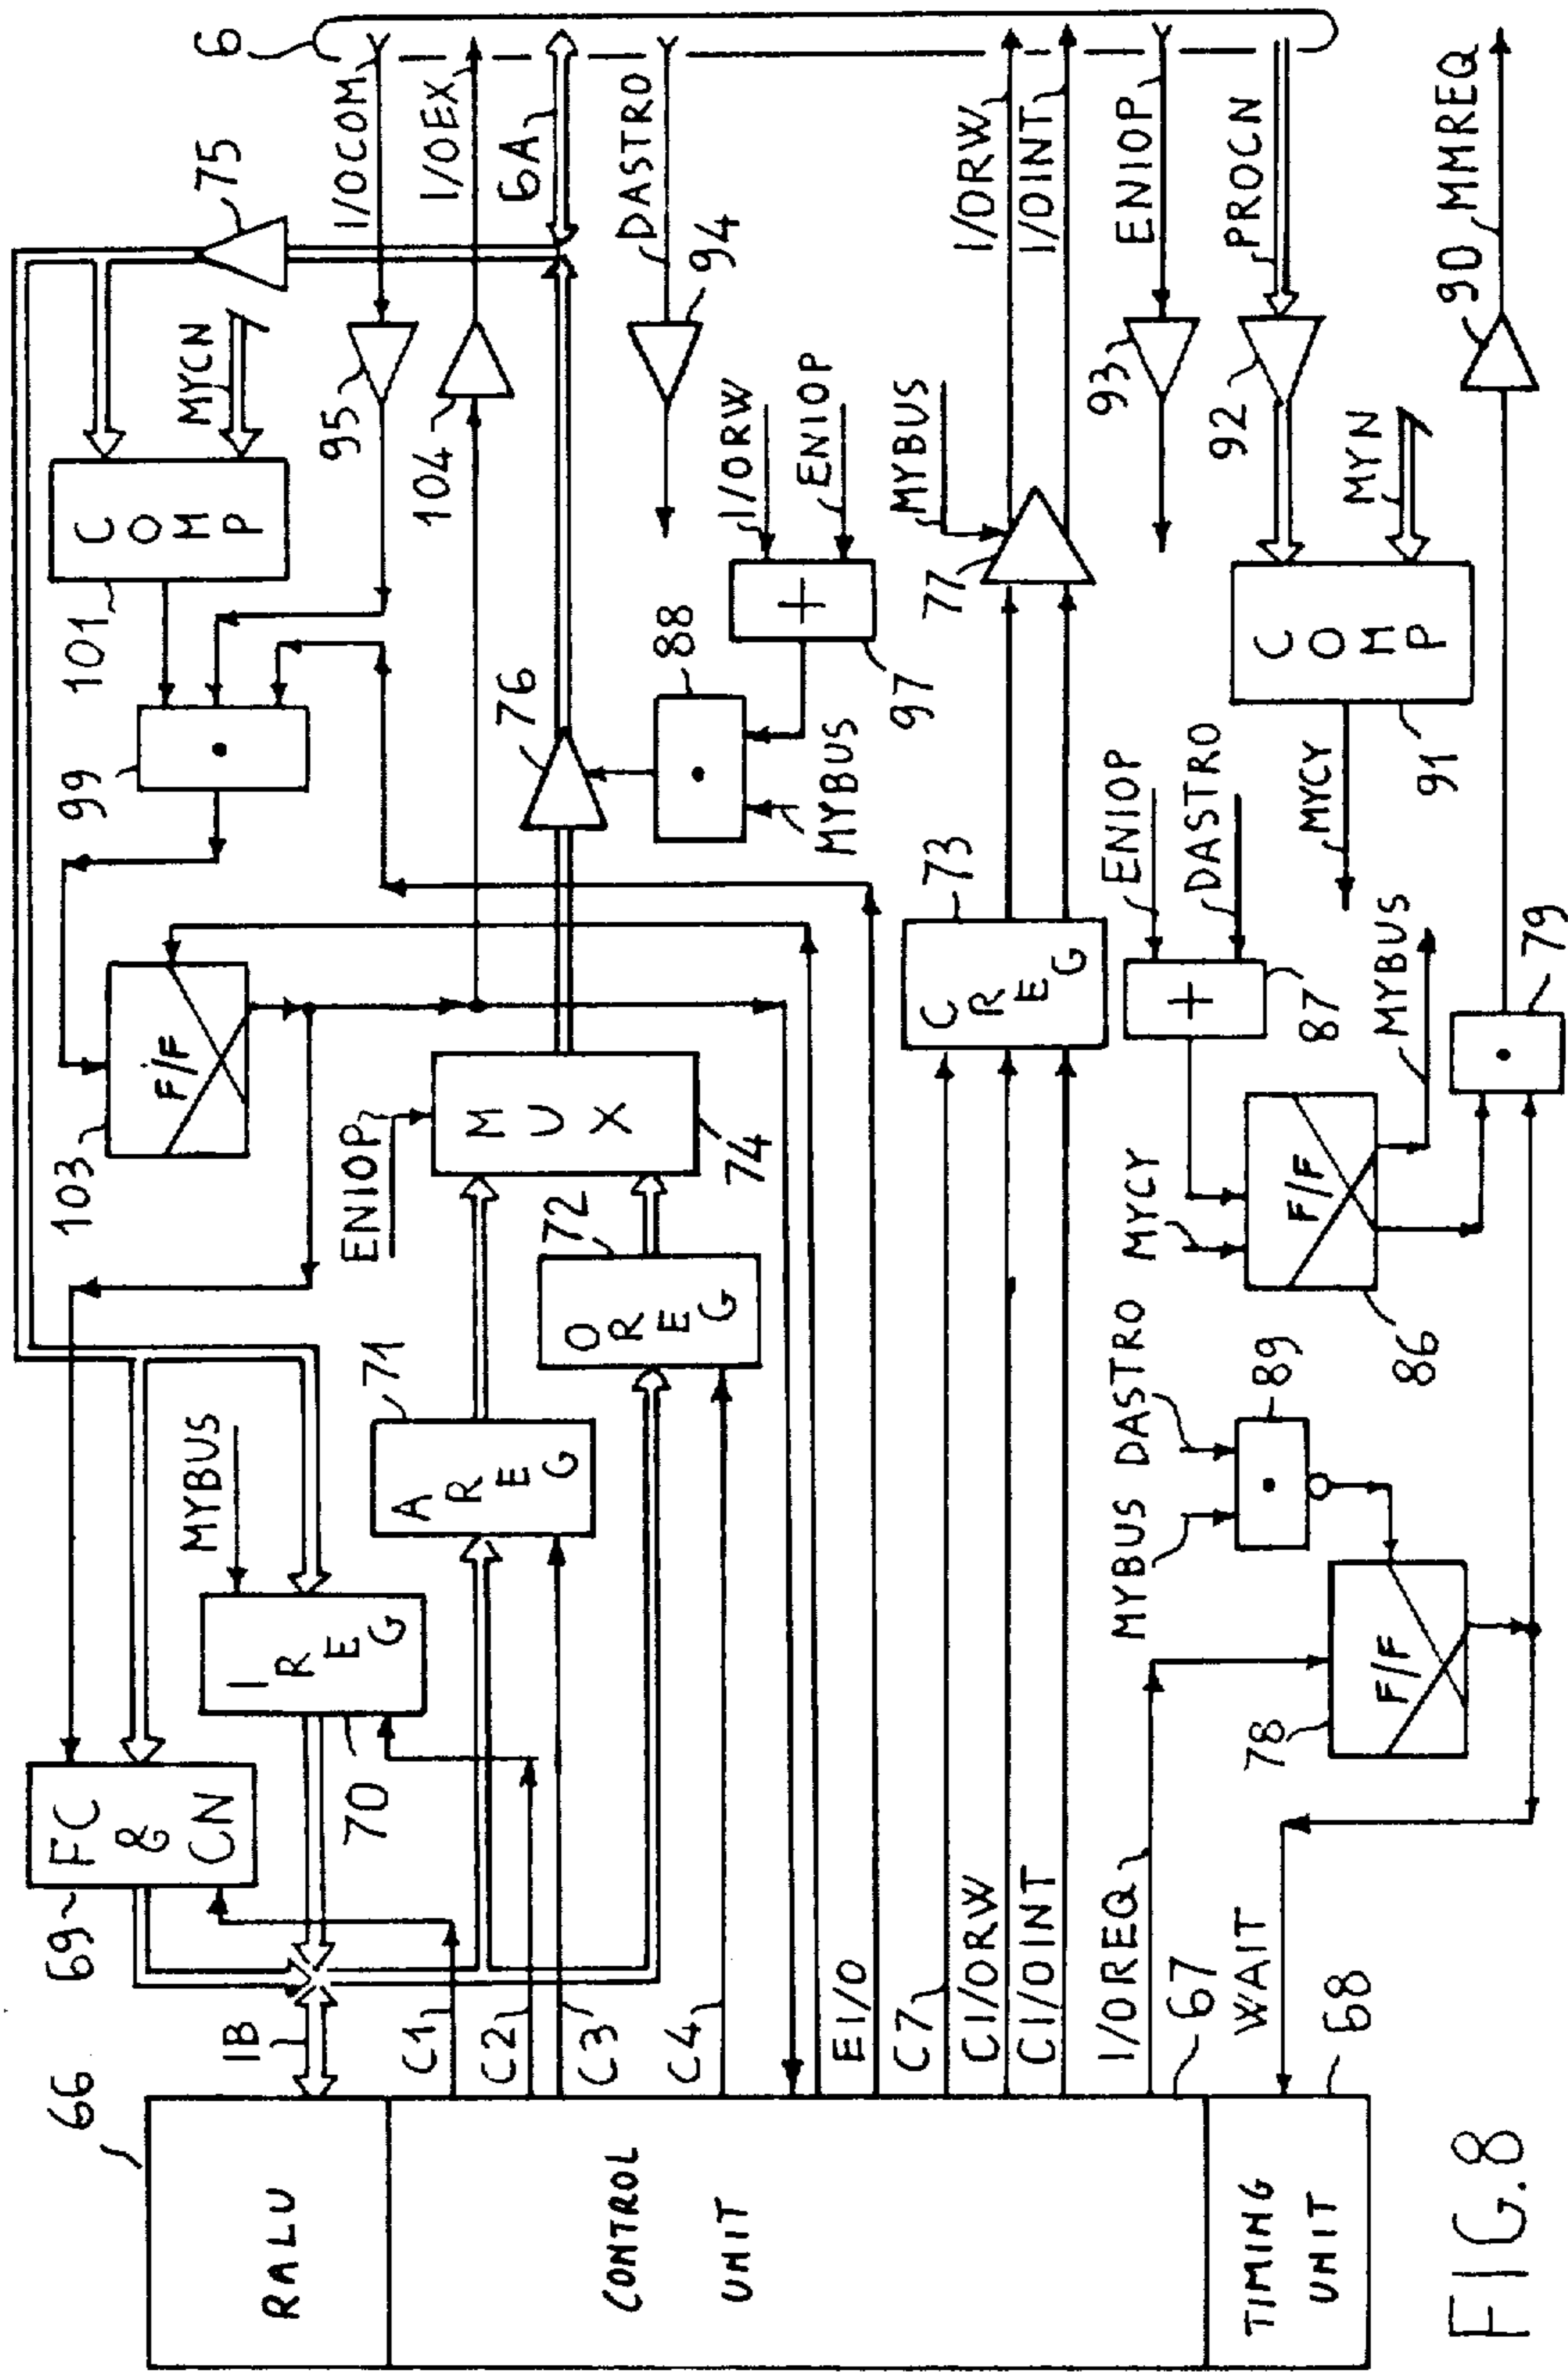 6
75
I/OCOM
I/OEX
6A
DASTRO
I/ORW
I/OINT
ENIOP
PROCN
90
MMREQ
COMP
MYCN
101
95
104
94
I/ORW
ENIOP
MYBUS
77
93
92
MYN
COMP
91
MYCY
99
76
88
MYBUS
+
97
73
CREG
ENIOP
DASTRO
+
87
MYBUS
79
103
F/F
ENIOP
MUX
74
72
OREG
71
AREG
MYBUS
IREG
70
FC & CN
69
MYCY
F/F
86
MYBUS
DASTRO
89
F/F
78
IB
C1
C2
C3
C4
EI/O
C7
CI/ORW
CI/OINT
I/OREQ
67
WAIT
68
66
RALU
CONTROL
UNIT
TIMING
UNIT
FIG.8